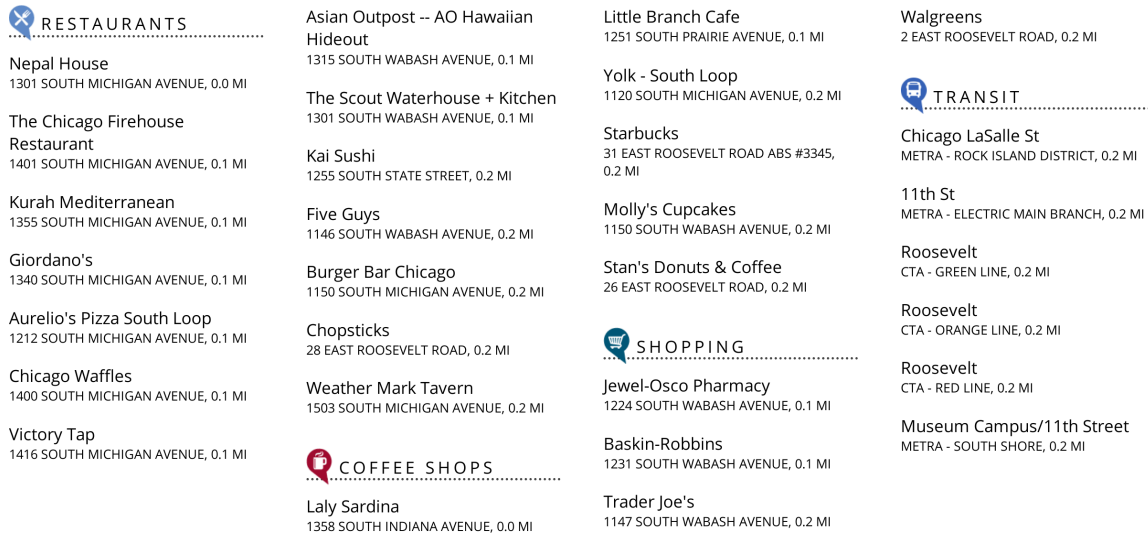 RESTAURANTS
Nepal House
1301 SOUTH MICHIGAN AVENUE, 0.0 MI
The Chicago Firehouse
Restaurant
1401 SOUTH MICHIGAN AVENUE, 0.1 MI
Kurah Mediterranean
1355 SOUTH MICHIGAN AVENUE, 0.1 MI
Giordano's
1340 SOUTH MICHIGAN AVENUE, 0.1 MI
Aurelio's Pizza South Loop
1212 SOUTH MICHIGAN AVENUE, 0.1 MI
Chicago Waffles
1400 SOUTH MICHIGAN AVENUE, 0.1 MI
Victory Tap
1416 SOUTH MICHIGAN AVENUE, 0.1 MI
Asian Outpost -- AO Hawaiian
Hideout
1315 SOUTH WABASH AVENUE, 0.1 MI
The Scout Waterhouse + Kitchen
1301 SOUTH WABASH AVENUE, 0.1 MI
Kai Sushi
1255 SOUTH STATE STREET, 0.2 MI
Five Guys
1146 SOUTH WABASH AVENUE, 0.2 MI
Burger Bar Chicago
1150 SOUTH MICHIGAN AVENUE, 0.2 MI
Chopsticks
28 EAST ROOSEVELT ROAD, 0.2 MI
Weather Mark Tavern
1503 SOUTH MICHIGAN AVENUE, 0.2 MI
COFFEE SHOPS
Laly Sardina
1358 SOUTH INDIANA AVENUE, 0.0 MI
Little Branch Cafe
1251 SOUTH PRAIRIE AVENUE, 0.1 MI
Yolk - South Loop
1120 SOUTH MICHIGAN AVENUE, 0.2 MI
Starbucks
31 EAST ROOSEVELT ROAD ABS #3345,
0.2 MI
Molly's Cupcakes
1150 SOUTH WABASH AVENUE, 0.2 MI
Stan's Donuts & Coffee
26 EAST ROOSEVELT ROAD, 0.2 MI
SHOPPING
Jewel-Osco Pharmacy
1224 SOUTH WABASH AVENUE, 0.1 MI
Baskin-Robbins
1231 SOUTH WABASH AVENUE, 0.1 MI
Trader Joe's
1147 SOUTH WABASH AVENUE, 0.2 MI
Walgreens
2 EAST ROOSEVELT ROAD, 0.2 MI
TRANSIT
Chicago LaSalle St
METRA - ROCK ISLAND DISTRICT, 0.2 MI
11th St
METRA - ELECTRIC MAIN BRANCH, 0.2 MI
Roosevelt
CTA - GREEN LINE, 0.2 MI
Roosevelt
CTA - ORANGE LINE, 0.2 MI
Roosevelt
CTA - RED LINE, 0.2 MI
Museum Campus/11th Street
METRA - SOUTH SHORE, 0.2 MI